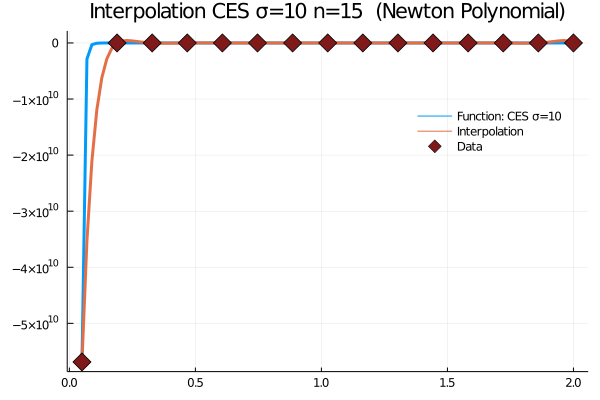 Interpolation CES σ=10 n=15  (Newton Polynomial)
0
−1×10¹⁰
−2×10¹⁰
−3×10¹⁰
−4×10¹⁰
−5×10¹⁰
Function: CES σ=10
Interpolation
Data
0.0 0.5 1.0 1.5 2.0